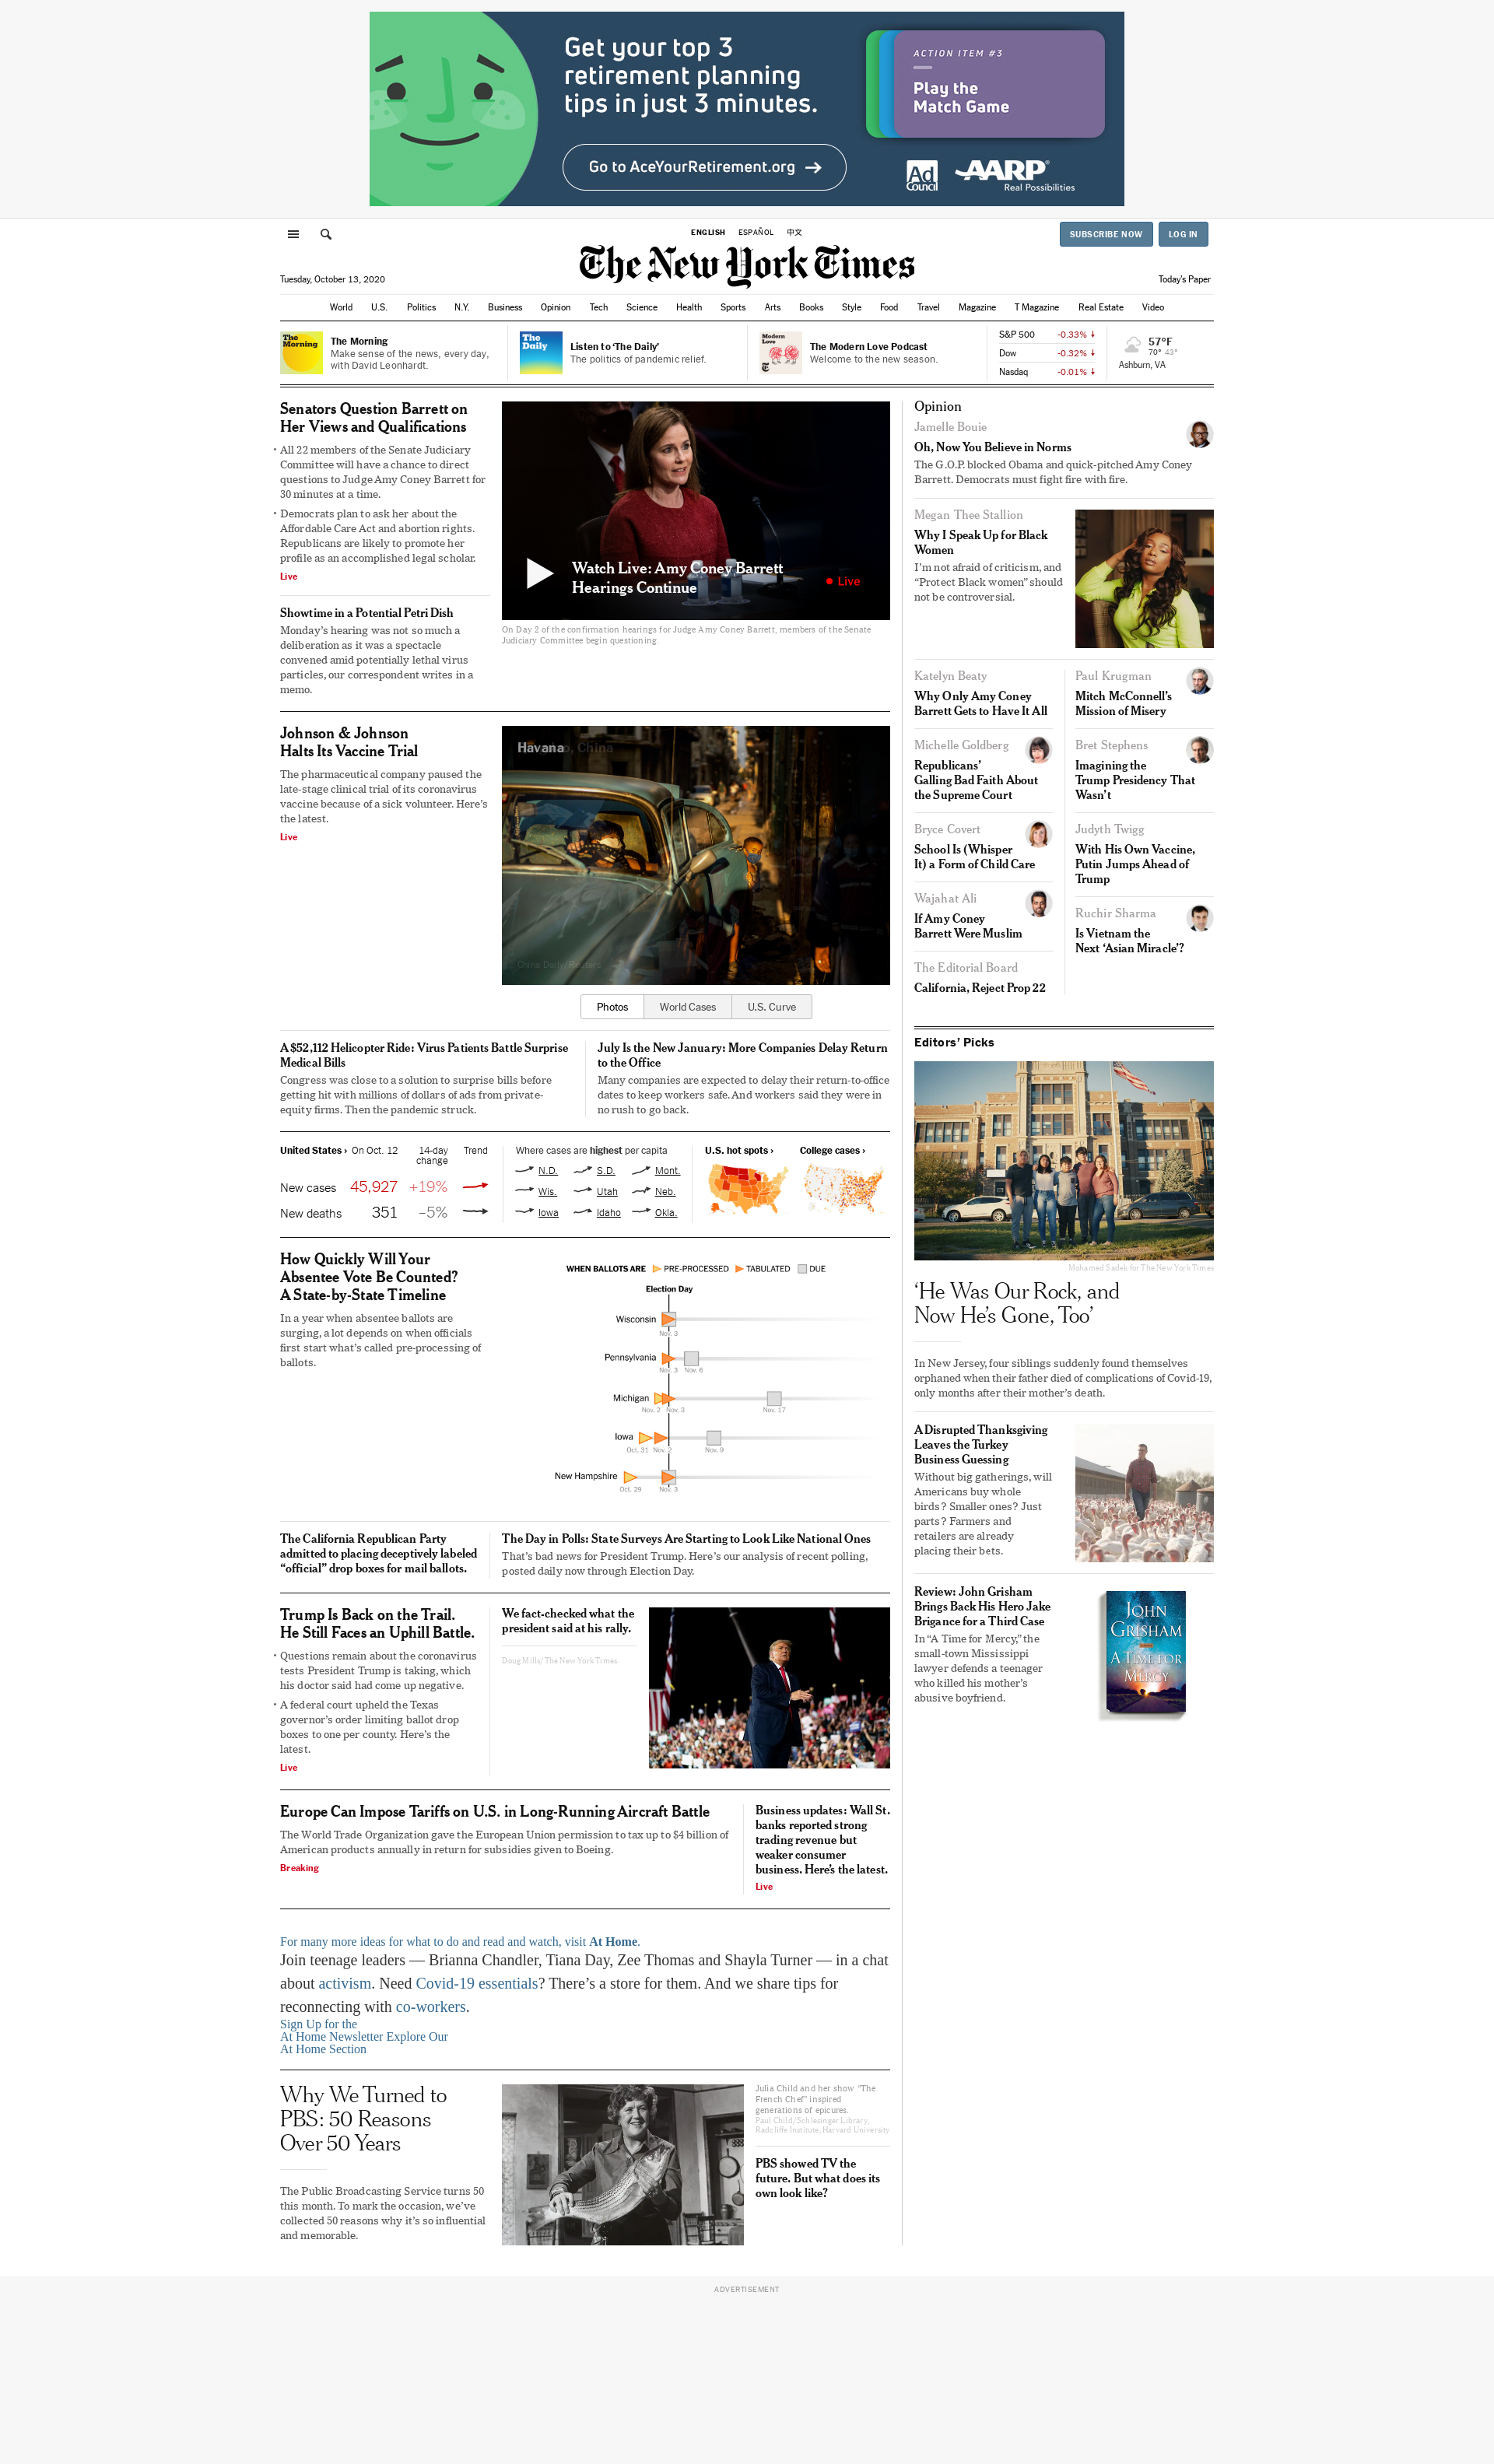 Get your top 3
retirement planning
tips in just 3 minutes.
Go to AceYourRetirement.org →
ACTION ITEM #3
Play the
Match Game
Ad
Council
AARP®
Real Possibilities
ENGLISH ESPAÑOL 中文
SUBSCRIBE NOW LOG IN
The New York Times
Tuesday, October 13, 2020
Today's Paper
World U.S. Politics N.Y. Business Opinion Tech Science Health Sports Arts Books Style Food Travel Magazine T Magazine Real Estate Video
The
Morning
The Morning
Make sense of the news, every day,
with David Leonhardt.
The
Daily
Listen to ‘The Daily’
The politics of pandemic relief.
Modern
Love
The Modern Love Podcast
Welcome to the new season.
S&P 500 -0.33% ↓
Dow -0.32% ↓
Nasdaq -0.01% ↓
57°F
70° 43°
Ashburn, VA
Senators Question Barrett on
Her Views and Qualifications
• All 22 members of the Senate Judiciary
Committee will have a chance to direct
questions to Judge Amy Coney Barrett for
30 minutes at a time.
• Democrats plan to ask her about the
Affordable Care Act and abortion rights.
Republicans are likely to promote her
profile as an accomplished legal scholar.
Live
Showtime in a Potential Petri Dish
Monday’s hearing was not so much a
deliberation as it was a spectacle
convened amid potentially lethal virus
particles, our correspondent writes in a
memo.
Watch Live: Amy Coney Barrett
Hearings Continue
Live
On Day 2 of the confirmation hearings for Judge Amy Coney Barrett, members of the Senate
Judiciary Committee begin questioning.
Johnson & Johnson
Halts Its Vaccine Trial
The pharmaceutical company paused the
late-stage clinical trial of its coronavirus
vaccine because of a sick volunteer. Here’s
the latest.
Live
Havana
China
China Daily/Reuters
Photos World Cases U.S. Curve
A $52,112 Helicopter Ride: Virus Patients Battle Surprise
Medical Bills
Congress was close to a solution to surprise bills before
getting hit with millions of dollars of ads from private-
equity firms. Then the pandemic struck.
July Is the New January: More Companies Delay Return
to the Office
Many companies are expected to delay their return-to-office
dates to keep workers safe. And workers said they were in
no rush to go back.
United States › On Oct. 12 14-day
change Trend
New cases 45,927 +19%
New deaths 351 –5%
Where cases are highest per capita
N.D. S.D. Mont.
Wis. Utah Neb.
Iowa Idaho Okla.
U.S. hot spots ›
College cases ›
How Quickly Will Your
Absentee Vote Be Counted?
A State-by-State Timeline
In a year when absentee ballots are
surging, a lot depends on when officials
first start what’s called pre-processing of
ballots.
WHEN BALLOTS ARE PRE-PROCESSED TABULATED DUE
Election Day
Wisconsin
Nov. 3
Pennsylvania
Nov. 3 Nov. 6
Michigan
Nov. 2 Nov. 3 Nov. 17
Iowa
Oct. 31 Nov. 2 Nov. 9
New Hampshire
Oct. 29 Nov. 3
The California Republican Party
admitted to placing deceptively labeled
“official” drop boxes for mail ballots.
The Day in Polls: State Surveys Are Starting to Look Like National Ones
That’s bad news for President Trump. Here’s our analysis of recent polling,
posted daily now through Election Day.
Trump Is Back on the Trail.
He Still Faces an Uphill Battle.
• Questions remain about the coronavirus
tests President Trump is taking, which
his doctor said had come up negative.
• A federal court upheld the Texas
governor’s order limiting ballot drop
boxes to one per county. Here’s the
latest.
Live
We fact-checked what the
president said at his rally.
Doug Mills/The New York Times
Europe Can Impose Tariffs on U.S. in Long-Running Aircraft Battle
The World Trade Organization gave the European Union permission to tax up to $4 billion of
American products annually in return for subsidies given to Boeing.
Breaking
Business updates: Wall St.
banks reported strong
trading revenue but
weaker consumer
business. Here’s the latest.
Live
For many more ideas for what to do and read and watch, visit At Home.
Join teenage leaders — Brianna Chandler, Tiana Day, Zee Thomas and Shayla Turner — in a chat
about activism. Need Covid-19 essentials? There’s a store for them. And we share tips for
reconnecting with co-workers.
Sign Up for the
At Home Newsletter Explore Our
At Home Section
Why We Turned to
PBS: 50 Reasons
Over 50 Years
The Public Broadcasting Service turns 50
this month. To mark the occasion, we’ve
collected 50 reasons why it’s so influential
and memorable.
Julia Child and her show “The
French Chef” inspired
generations of epicures.
Paul Child/Schlesinger Library,
Radcliffe Institute, Harvard University
PBS showed TV the
future. But what does its
own look like?
Opinion
Jamelle Bouie
Oh, Now You Believe in Norms
The G.O.P. blocked Obama and quick-pitched Amy Coney
Barrett. Democrats must fight fire with fire.
Megan Thee Stallion
Why I Speak Up for Black
Women
I’m not afraid of criticism, and
“Protect Black women” should
not be controversial.
Katelyn Beaty
Why Only Amy Coney
Barrett Gets to Have It All
Michelle Goldberg
Republicans’
Galling Bad Faith About
the Supreme Court
Bryce Covert
School Is (Whisper
It) a Form of Child Care
Wajahat Ali
If Amy Coney
Barrett Were Muslim
The Editorial Board
California, Reject Prop 22
Paul Krugman
Mitch McConnell’s
Mission of Misery
Bret Stephens
Imagining the
Trump Presidency That
Wasn’t
Judyth Twigg
With His Own Vaccine,
Putin Jumps Ahead of
Trump
Ruchir Sharma
Is Vietnam the
Next ‘Asian Miracle’?
Editors’ Picks
Mohamed Sadek for The New York Times
‘He Was Our Rock, and
Now He’s Gone, Too’
In New Jersey, four siblings suddenly found themselves
orphaned when their father died of complications of Covid-19,
only months after their mother’s death.
A Disrupted Thanksgiving
Leaves the Turkey
Business Guessing
Without big gatherings, will
Americans buy whole
birds? Smaller ones? Just
parts? Farmers and
retailers are already
placing their bets.
Review: John Grisham
Brings Back His Hero Jake
Brigance for a Third Case
In “A Time for Mercy,” the
small-town Mississippi
lawyer defends a teenager
who killed his mother’s
abusive boyfriend.
JOHN
GRISHAM
A TIME FOR
MERCY
ADVERTISEMENT